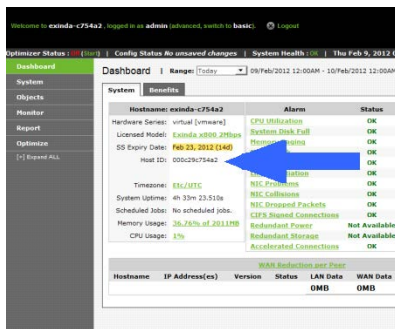 Welcome to exinda-c754a2 , logged in as admin (advanced, switch to basic). Logout
Optimizer Status : Off (Start) | Config Status No unsaved changes | System Health : OK | Thu Feb 9, 2012
Dashboard
System
Objects
Monitor
Report
Optimize
[+] Expand ALL
Dashboard | Range: Today 09/Feb/2012 12:00AM - 10/Feb/2012 12:00AM
System Benefits
Hostname: exinda-c754a2
Hardware Series: virtual [vmware]
Licensed Model: Exinda x800 2Mbps
SS Expiry Date: Feb 23, 2012 (14d)
Host ID: 000c29c754a2
Timezone: Etc/UTC
System Uptime: 4h 33m 23.510s
Scheduled Jobs: No scheduled jobs.
Memory Usage: 36.76% of 2011MB
CPU Usage: 1%
Alarm Status
CPU Utilization OK
System Disk Full OK
Memory Paging OK
NIC Problems OK
NIC Collisions OK
NIC Dropped Packets OK
CIFS Signed Connections OK
Redundant Power Not Available
Redundant Storage Not Available
Accelerated Connections OK
WAN Reduction per Peer
Hostname IP Address(es) Version Status LAN Data WAN Data
0MB 0MB